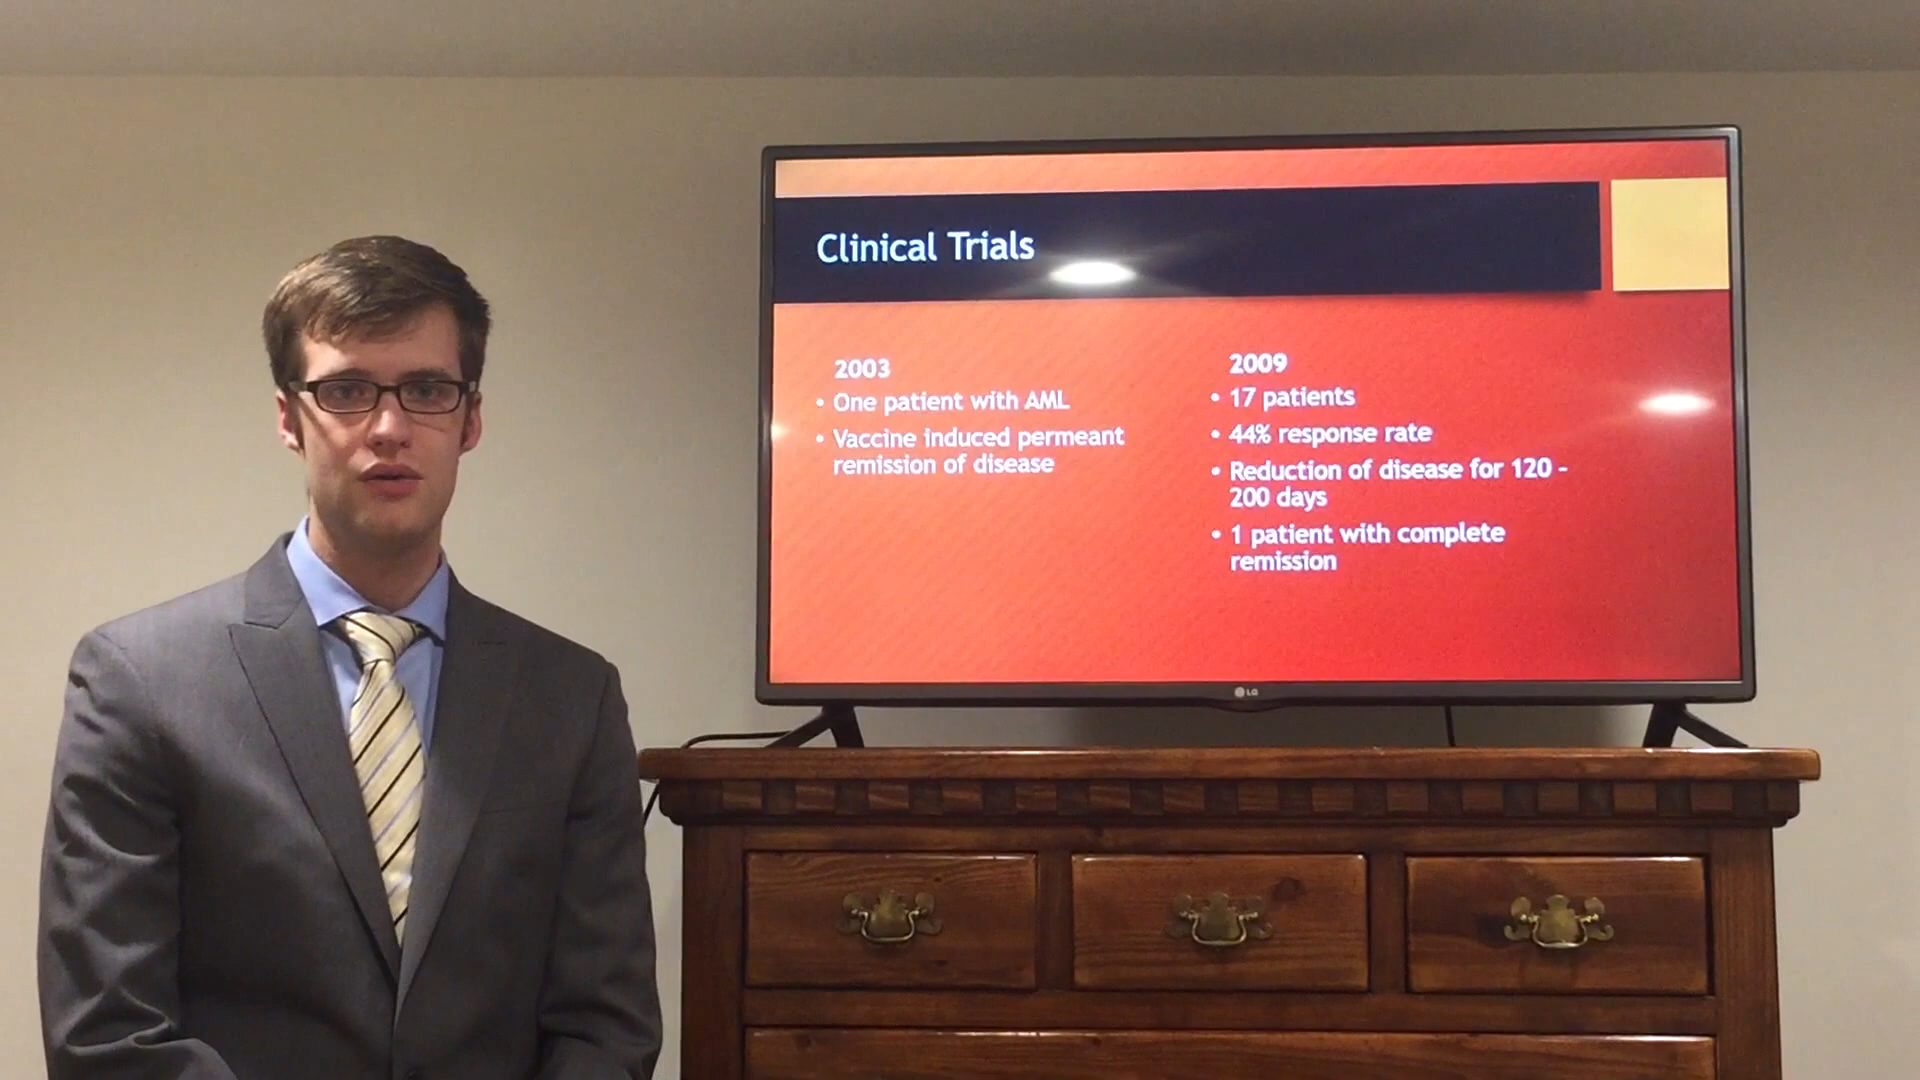 Clinical Trials
2003
• One patient with AML
• Vaccine induced permeant
remission of disease
2009
• 17 patients
• 44% response rate
• Reduction of disease for 120 -
200 days
• 1 patient with complete
remission
LG